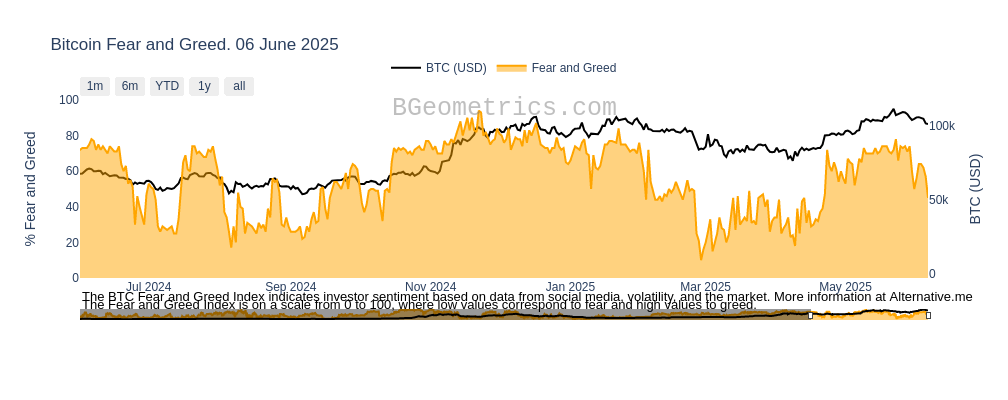 Bitcoin Fear and Greed. 06 June 2025
BTC (USD) Fear and Greed
1m 6m YTD 1y all
BGeometrics.com
100
80
60
40
20
0
% Fear and Greed
100k
50k
0
BTC (USD)
Jul 2024 Sep 2024 Nov 2024 Jan 2025 Mar 2025 May 2025
The BTC Fear and Greed Index indicates investor sentiment based on data from social media, volatility, and the market. More information at Alternative.me
The Fear and Greed Index is on a scale from 0 to 100, where low values correspond to fear and high values to greed.